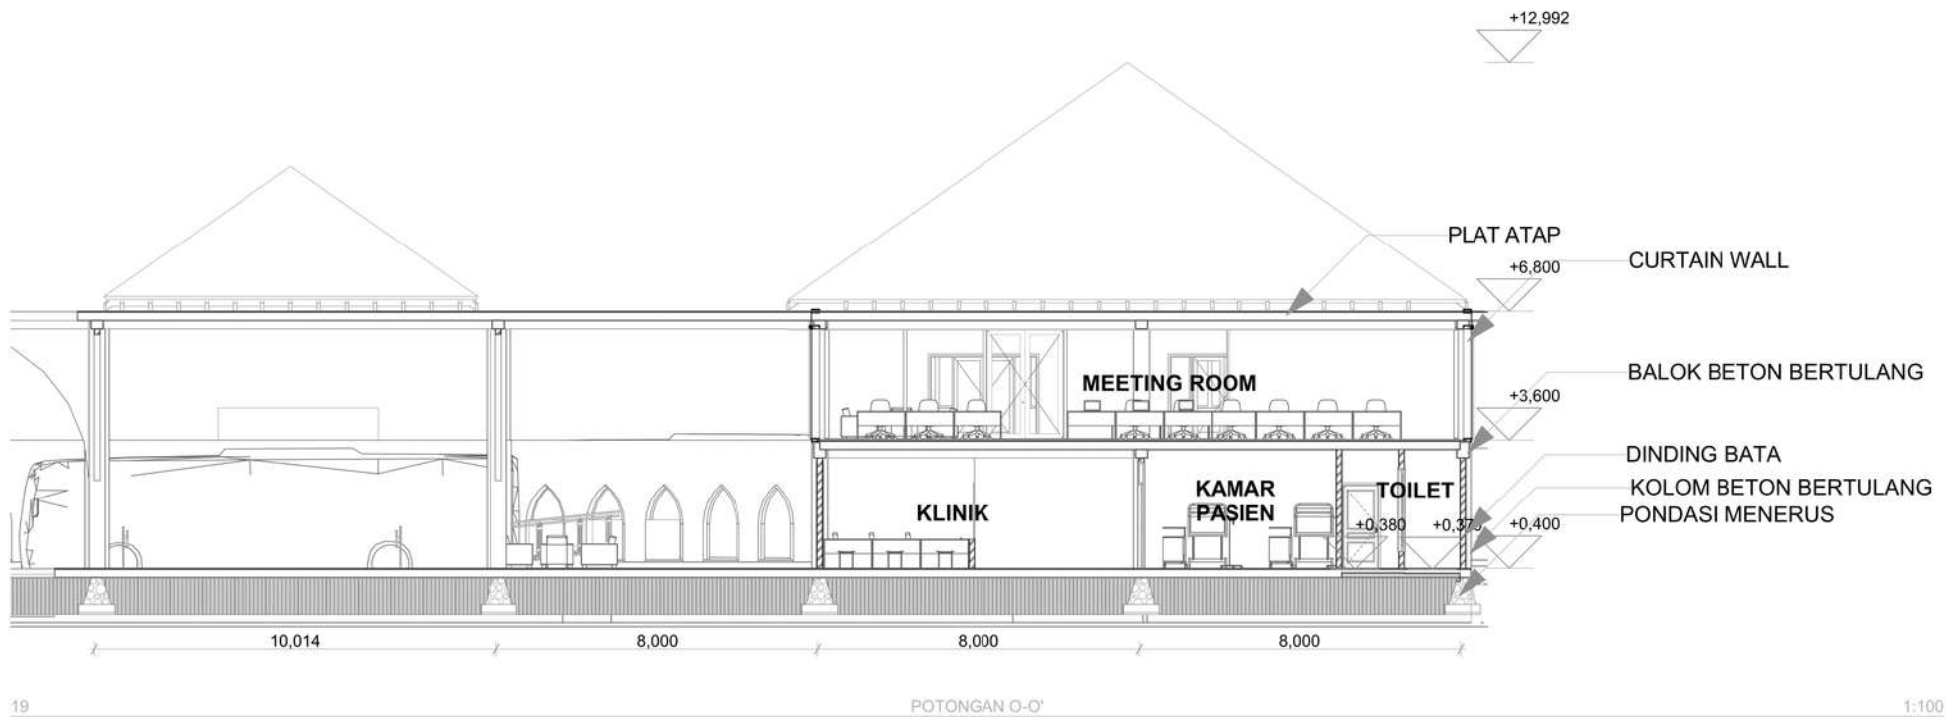 +12,992
PLAT ATAP
CURTAIN WALL
+6,800
BALOK BETON BERTULANG
MEETING ROOM
+3,600
DINDING BATA
KAMAR
PASIEN
TOILET
KOLOM BETON BERTULANG
KLINIK
PONDASI MENERUS
+0,380
+0,370
+0,400
10,014
8,000
8,000
8,000
19
POTONGAN O-O'
1:100